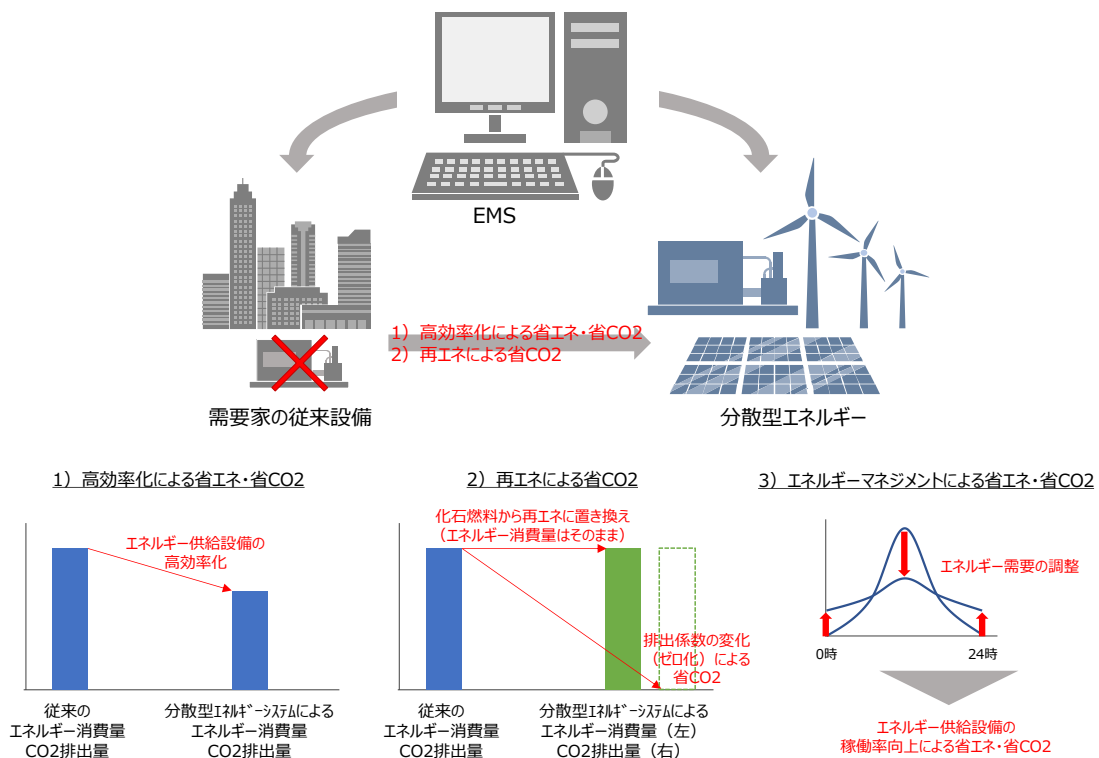 EMS
1）高効率化による省エネ・省CO2
2）再エネによる省CO2
需要家の従来設備
分散型エネルギー
1）高効率化による省エネ・省CO2
エネルギー供給設備の
高効率化
従来の
エネルギー消費量
CO2排出量
分散型ｴﾈﾙｷﾞｰｼｽﾃﾑによる
エネルギー消費量
CO2排出量
2）再エネによる省CO2
化石燃料から再エネに置き換え
（エネルギー消費量はそのまま）
排出係数の変化
（ゼロ化）による
省CO2
従来の
エネルギー消費量
CO2排出量
分散型ｴﾈﾙｷﾞｰｼｽﾃﾑによる
エネルギー消費量（左）
CO2排出量（右）
3）エネルギーマネジメントによる省エネ・省CO2
エネルギー需要の調整
0時
24時
エネルギー供給設備の
稼働率向上による省エネ・省CO2